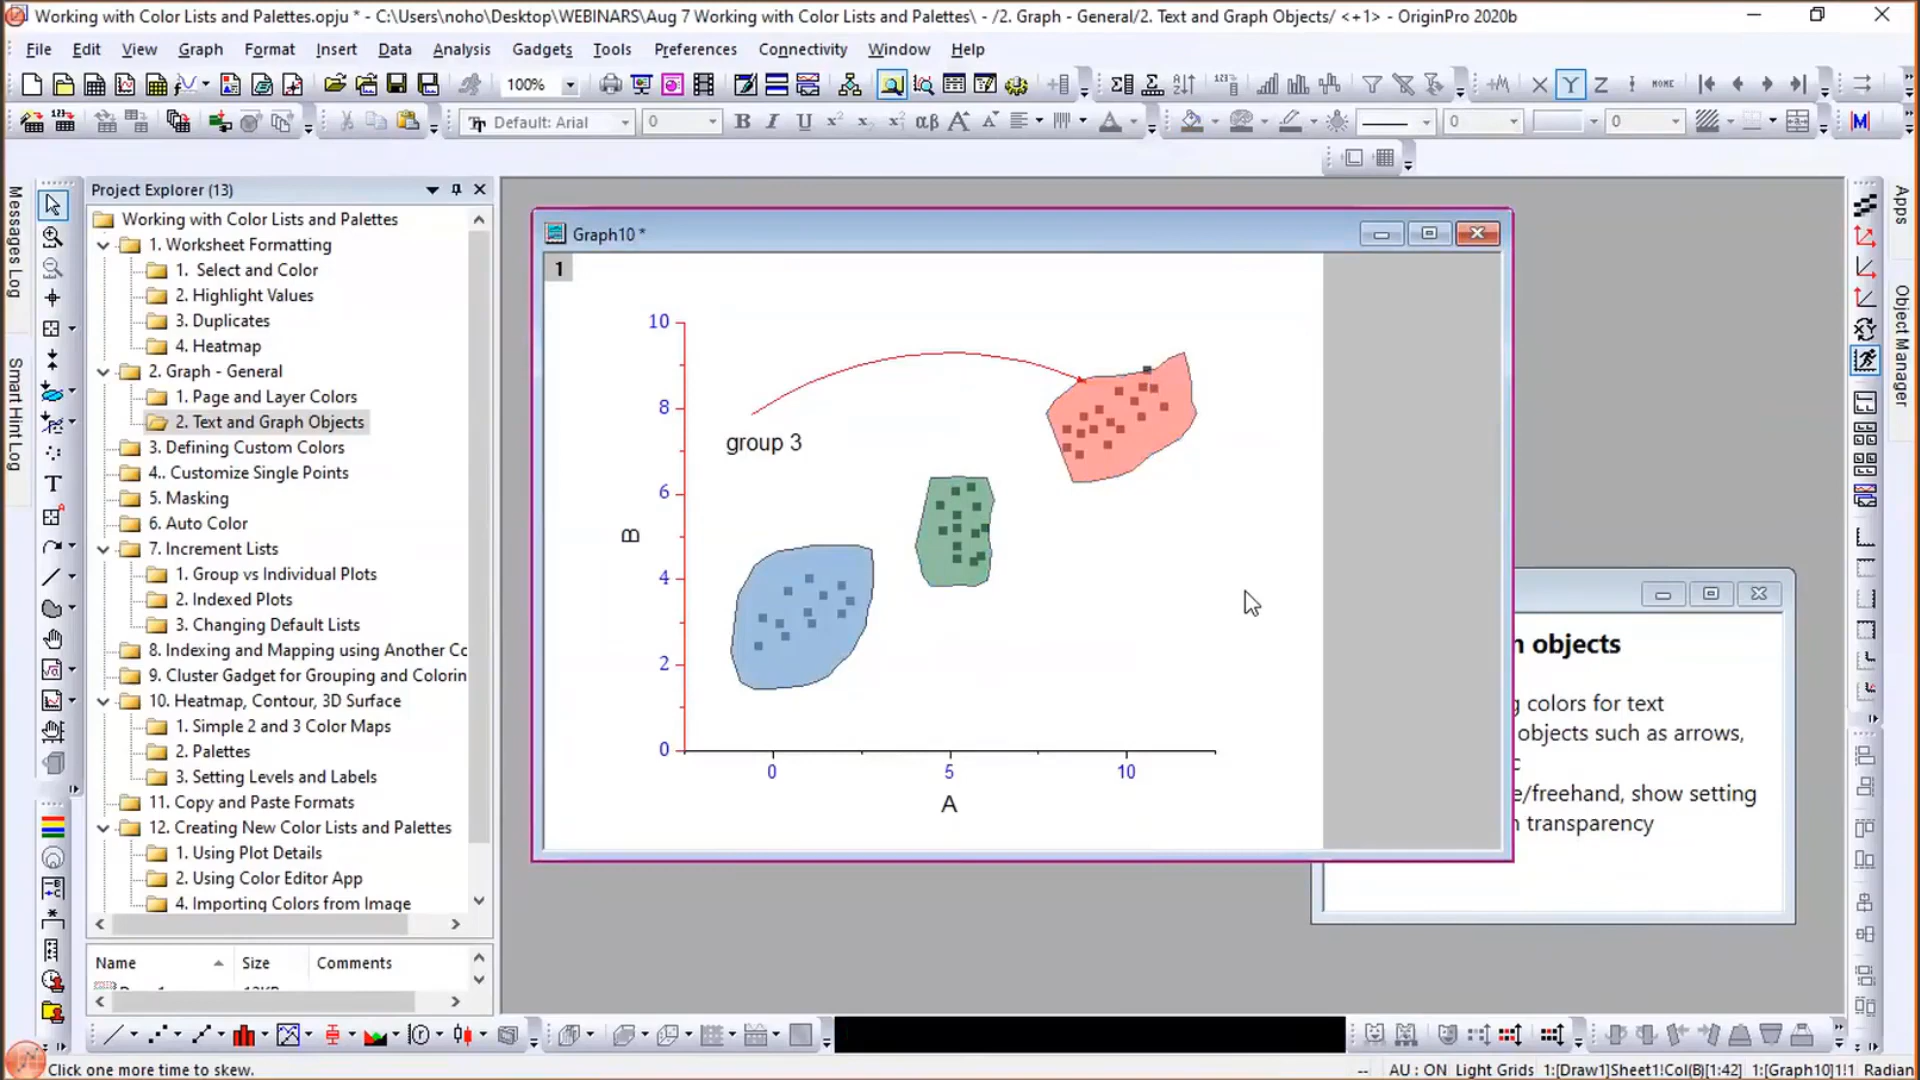 Working with Color Lists and Palettes.opju * - C:\Users\noho\Desktop\WEBINARS\Aug 7 Working with Color Lists and Palettes\ - /2. Graph - General/2. Text and Graph Objects/ <+1> - OriginPro 2020b
File Edit View Graph Format Insert Data Analysis Gadgets Tools Preferences Connectivity Window Help
100%
X Y Z HOME
Default: Arial 0 B I U αβ A A A 0 0
Messages Log
Smart Hint Log
Project Explorer (13)
Working with Color Lists and Palettes
1. Worksheet Formatting
1. Select and Color
2. Highlight Values
3. Duplicates
4. Heatmap
2. Graph - General
1. Page and Layer Colors
2. Text and Graph Objects
3. Defining Custom Colors
4.. Customize Single Points
5. Masking
6. Auto Color
7. Increment Lists
1. Group vs Individual Plots
2. Indexed Plots
3. Changing Default Lists
8. Indexing and Mapping using Another Cc
9. Cluster Gadget for Grouping and Colorin
10. Heatmap, Contour, 3D Surface
1. Simple 2 and 3 Color Maps
2. Palettes
3. Setting Levels and Labels
11. Copy and Paste Formats
12. Creating New Color Lists and Palettes
1. Using Plot Details
2. Using Color Editor App
4. Importing Colors from Image
Name Size Comments
Graph10 *
1
10
8
6
4
2
0
B
group 3
0 5 10
A
objects
colors for text
objects such as arrows,
e/freehand, show setting
transparency
Apps
Object Manager
Click one more time to skew.
-- AU : ON Light Grids 1:[Draw1]Sheet1!Col(B)[1:42] 1:[Graph10]1!1 Radian